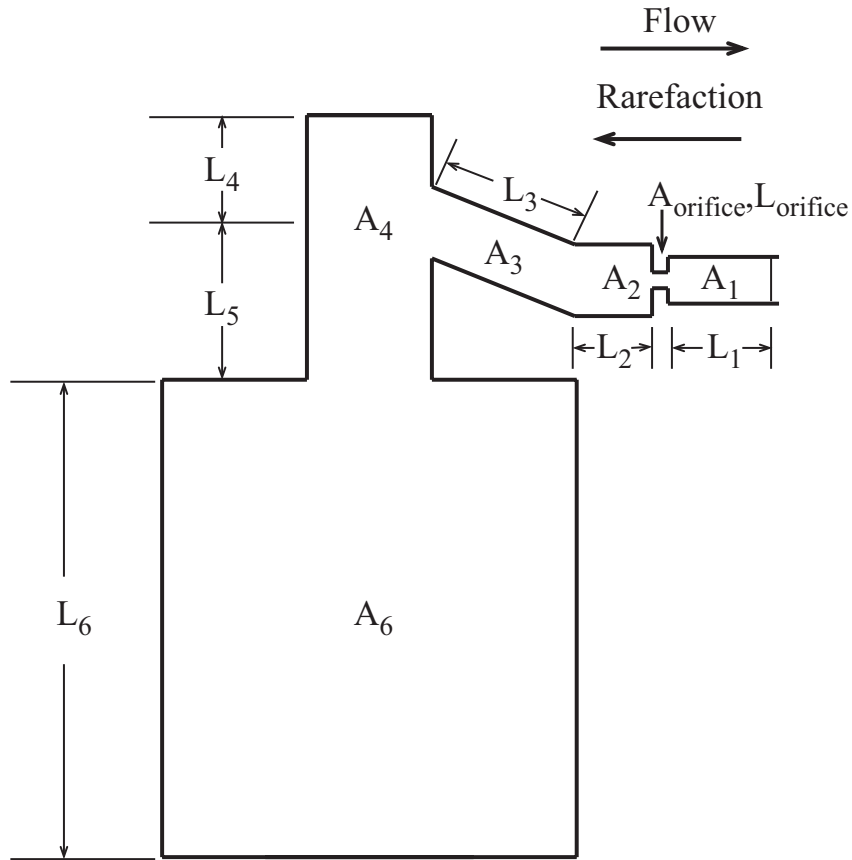 Flow
Rarefaction
L4
L3
Aorifice,Lorifice
A4
A3
A2
A1
L5
L2
L1
L6
A6